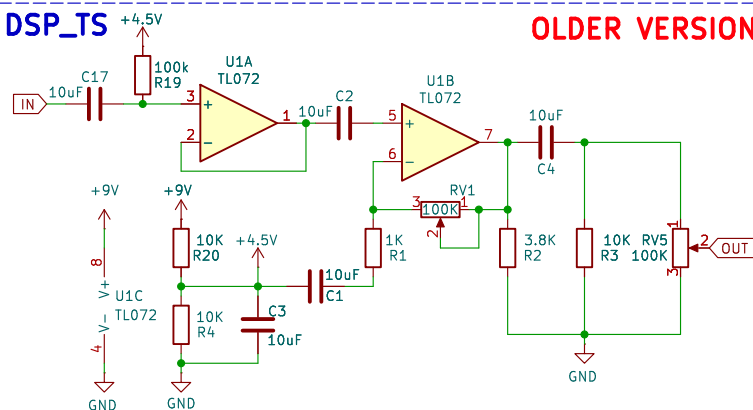 DSP_TS
+4.5V
OLDER VERSION
100k
R19
U1A
TL072
C17
10uF
IN
3
+
1
2
−
10uF
C2
U1B
TL072
5
+
7
6
−
10uF
C4
+9V
+9V
RV1
3
100K
1
2
10K
R20
+4.5V
1K
R1
3.8K
R2
10K
R3
RV5
100K
1
2
3
OUT
8
V+
U1C
TL072
V−
4
10uF
C1
10K
R4
C3
10uF
GND
GND
GND